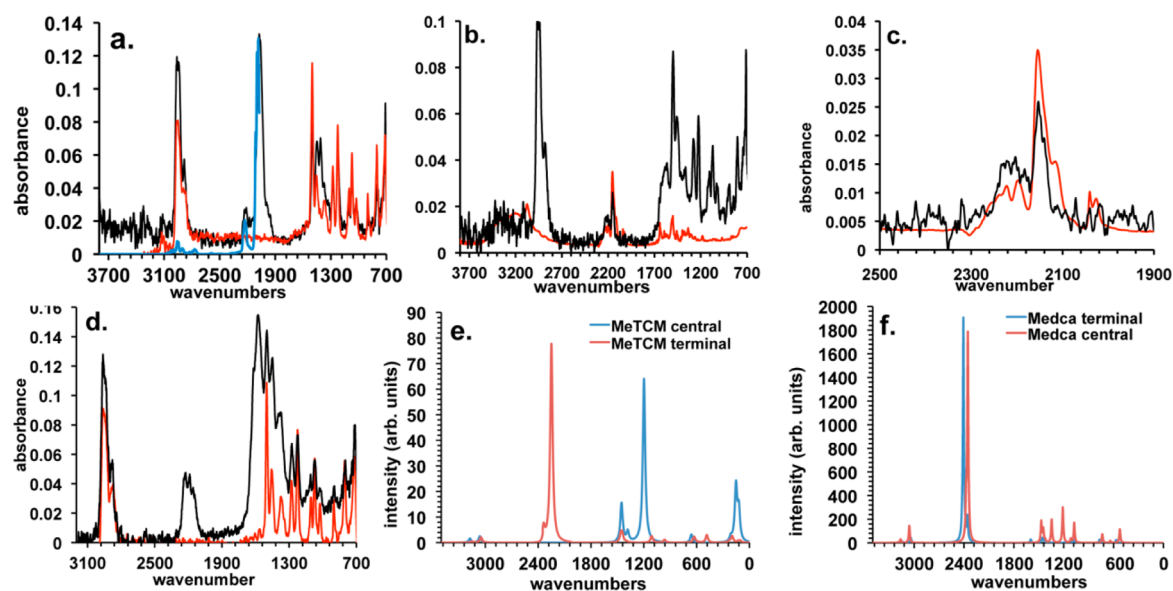 a.
absorbance
0.14
0.12
0.1
0.08
0.06
0.04
0.02
0
3700 3100 2500 1900 1300 700
wavenumbers
b.
0.1
0.08
0.06
0.04
0.02
0
3700 3200 2700 2200 1700 1200 700
wavenumbers
c.
absorbance
0.04
0.035
0.03
0.025
0.02
0.015
0.01
0.005
0
2500 2300 2100 1900
wavenumber
d.
absorbance
0.16
0.14
0.12
0.1
0.08
0.06
0.04
0.02
0
3100 2500 1900 1300 700
wavenumber
e.
MeTCM central
MeTCM terminal
intensity (arb. units)
90
80
70
60
50
40
30
20
10
0
3000 2400 1800 1200 600 0
wavenumbers
f.
Medca terminal
Medca central
intensity (arb. units)
2000
1800
1600
1400
1200
1000
800
600
400
200
0
3000 2400 1800 1200 600 0
wavenumbers